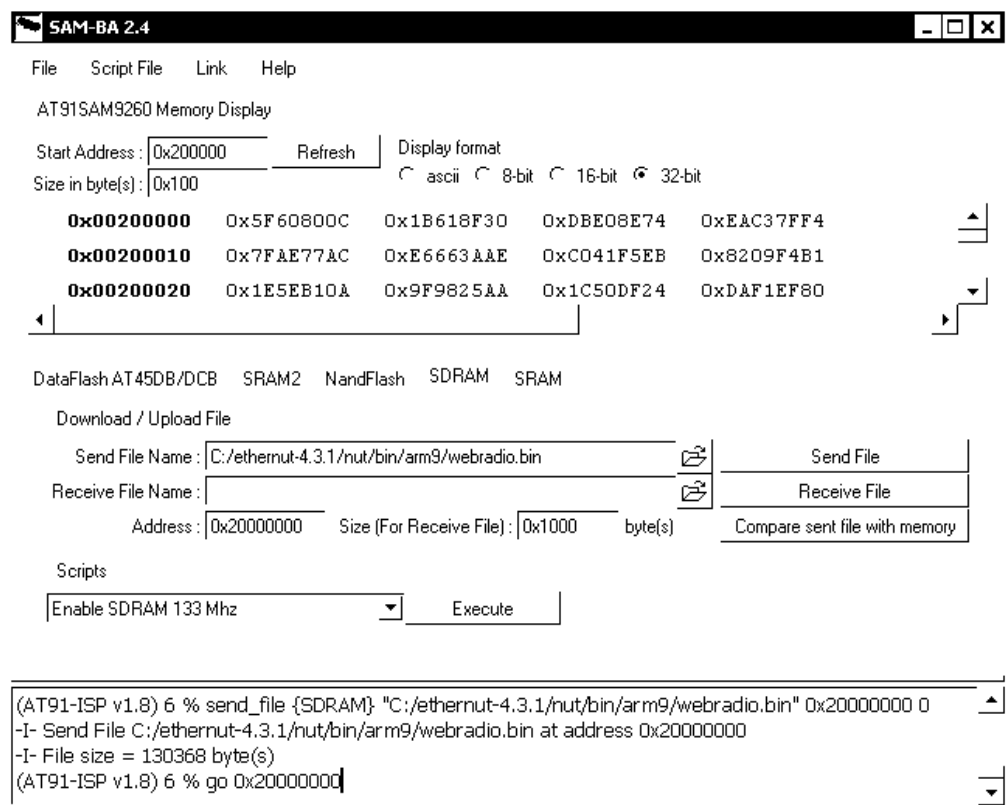 SAM-BA 2.4
File Script File Link Help
AT91SAM9260 Memory Display
Start Address : 0x200000 Refresh Display format
Size in byte(s) : 0x100 ascii 8-bit 16-bit 32-bit
0x00200000 0x5F60800C 0x1B618F30 0xDBE08E74 0xEAC37FF4
0x00200010 0x7FAE77AC 0xE6663AAE 0xC041F5EB 0x8209F4B1
0x00200020 0x1E5EB10A 0x9F9825AA 0x1C50DF24 0xDAF1EF80
DataFlash AT45DB/DCB SRAM2 NandFlash SDRAM SRAM
Download / Upload File
Send File Name : C:/ethernut-4.3.1/nut/bin/arm9/webradio.bin Send File
Receive File Name : Receive File
Address : 0x20000000 Size (For Receive File) : 0x1000 byte(s) Compare sent file with memory
Scripts
Enable SDRAM 133 Mhz Execute
(AT91-ISP v1.8) 6 % send_file {SDRAM} "C:/ethernut-4.3.1/nut/bin/arm9/webradio.bin" 0x20000000 0
-I- Send File C:/ethernut-4.3.1/nut/bin/arm9/webradio.bin at address 0x20000000
-I- File size = 130368 byte(s)
(AT91-ISP v1.8) 6 % go 0x20000000